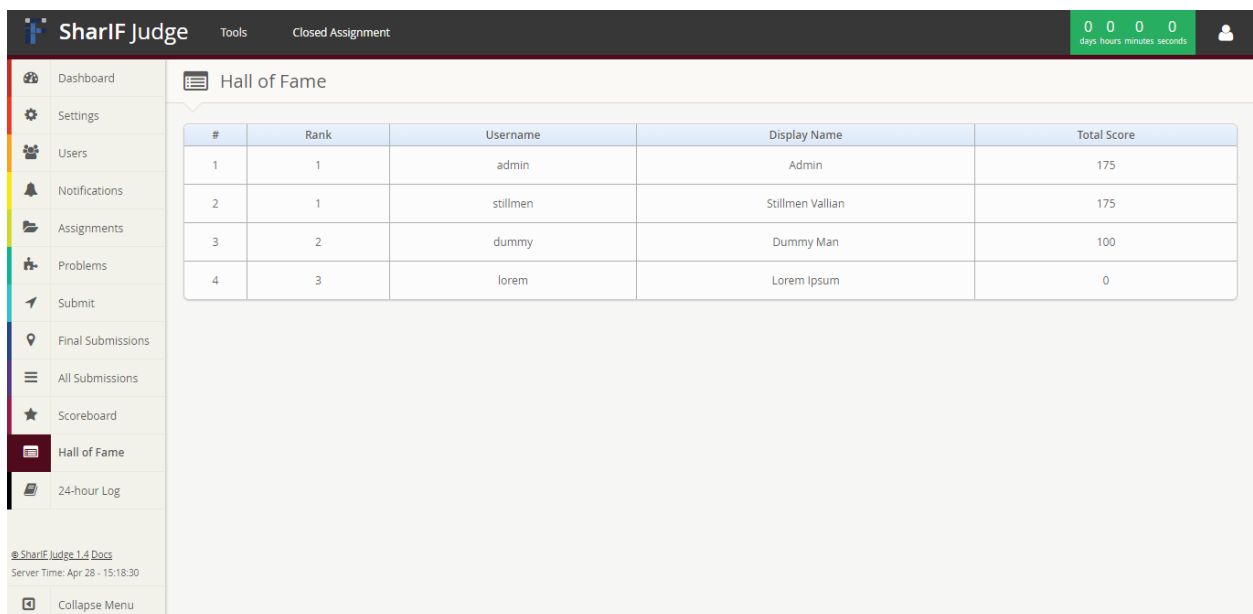 SharIF Judge Tools Closed Assignment 0 0 0 0
days hours minutes seconds
Dashboard
Settings
Users
Notifications
Assignments
Problems
Submit
Final Submissions
All Submissions
Scoreboard
Hall of Fame
24-hour Log
© SharIF Judge 1.4 Docs
Server Time: Apr 28 - 15:18:30
Collapse Menu
Hall of Fame
# Rank Username Display Name Total Score
1 1 admin Admin 175
2 1 stillmen Stillmen Vallian 175
3 2 dummy Dummy Man 100
4 3 lorem Lorem Ipsum 0